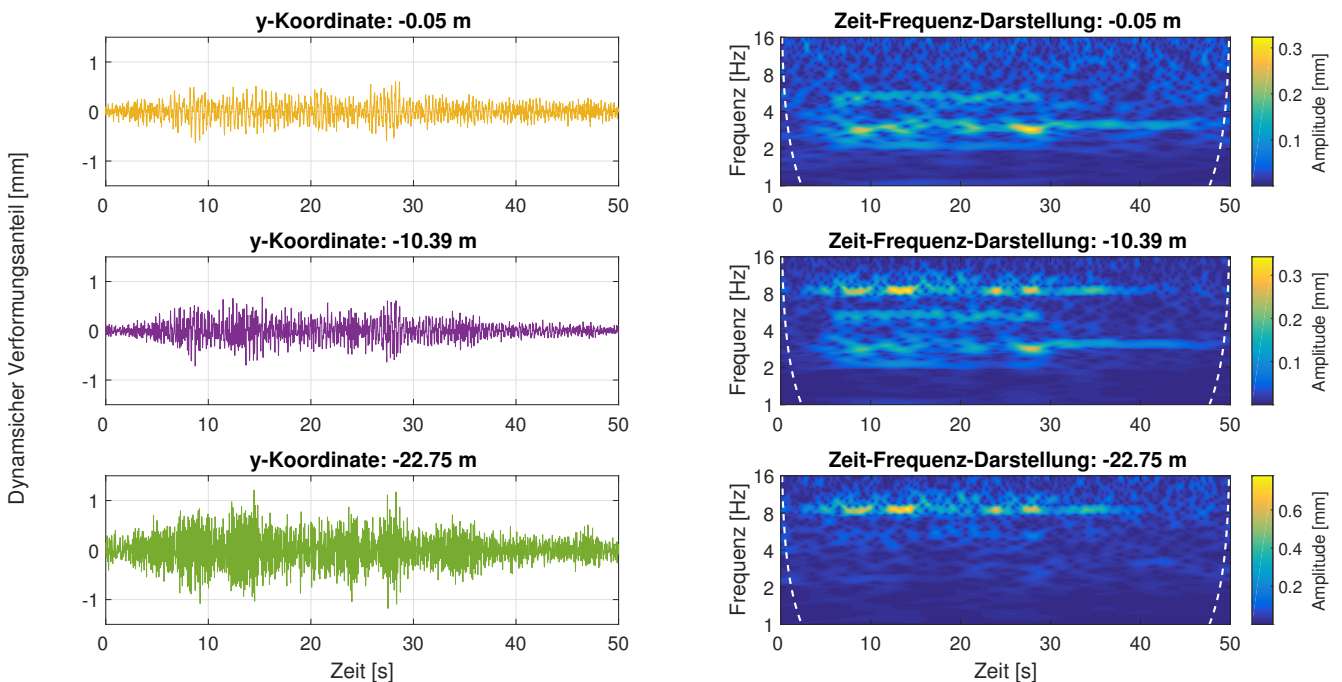 Dynamsicher Verformungsanteil [mm]
y-Koordinate: -0.05 m
1
0
-1
0 10 20 30 40 50
Zeit-Frequenz-Darstellung: -0.05 m
Frequenz [Hz]
16
8
4
2
1
0 10 20 30 40 50
0.3
0.2
0.1
Amplitude [mm]
y-Koordinate: -10.39 m
1
0
-1
0 10 20 30 40 50
Zeit-Frequenz-Darstellung: -10.39 m
Frequenz [Hz]
16
8
4
2
1
0 10 20 30 40 50
0.3
0.2
0.1
Amplitude [mm]
y-Koordinate: -22.75 m
1
0
-1
0 10 20 30 40 50
Zeit [s]
Zeit-Frequenz-Darstellung: -22.75 m
Frequenz [Hz]
16
8
4
2
1
0 10 20 30 40 50
Zeit [s]
0.6
0.4
0.2
Amplitude [mm]